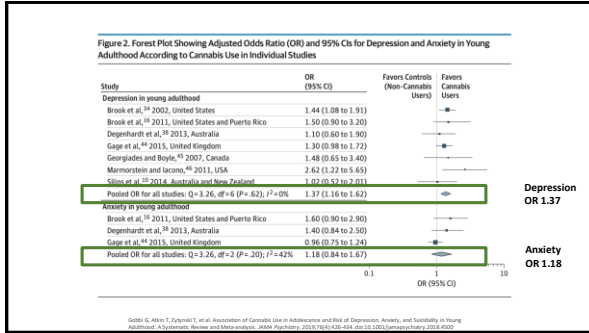 Figure 2. Forest Plot Showing Adjusted Odds Ratio (OR) and 95% CIs for Depression and Anxiety in Young
Adulthood According to Cannabis Use in Individual Studies
Study OR (95% CI) Favors Controls (Non-Cannabis Users) Favors Cannabis Users
Depression in young adulthood
Brook et al,34 2002, United States 1.44 (1.08 to 1.91)
Brook et al,16 2011, United States and Puerto Rico 1.50 (0.90 to 3.20)
Degenhardt et al,38 2013, Australia 1.10 (0.60 to 1.90)
Gage et al,44 2015, United Kingdom 1.30 (0.98 to 1.72)
Georgiades and Boyle,45 2007, Canada 1.48 (0.65 to 3.40)
Marmorstein and Iacono,46 2011, USA 2.62 (1.22 to 5.65)
Silins et al,10 2014, Australia and New Zealand 1.02 (0.52 to 2.01)
Pooled OR for all studies: Q = 3.26, df = 6 (P = .62); I2 = 0% 1.37 (1.16 to 1.62)
Depression
OR 1.37
Anxiety in young adulthood
Brook et al,16 2011, United States and Puerto Rico 1.60 (0.90 to 2.90)
Degenhardt et al,38 2013, Australia 1.40 (0.84 to 2.50)
Gage et al,44 2015, United Kingdom 0.96 (0.75 to 1.24)
Pooled OR for all studies: Q = 3.26, df = 2 (P = .20); I2 = 42% 1.18 (0.84 to 1.67)
Anxiety
OR 1.18
0.1 1 10
OR (95% CI)
Gobbi G, Atkin T, Zytynski T, et al. Association of Cannabis Use in Adolescence and Risk of Depression, Anxiety, and Suicidality in Young
Adulthood: A Systematic Review and Meta-analysis. JAMA Psychiatry. 2019;76(4):426-434. doi:10.1001/jamapsychiatry.2018.4500